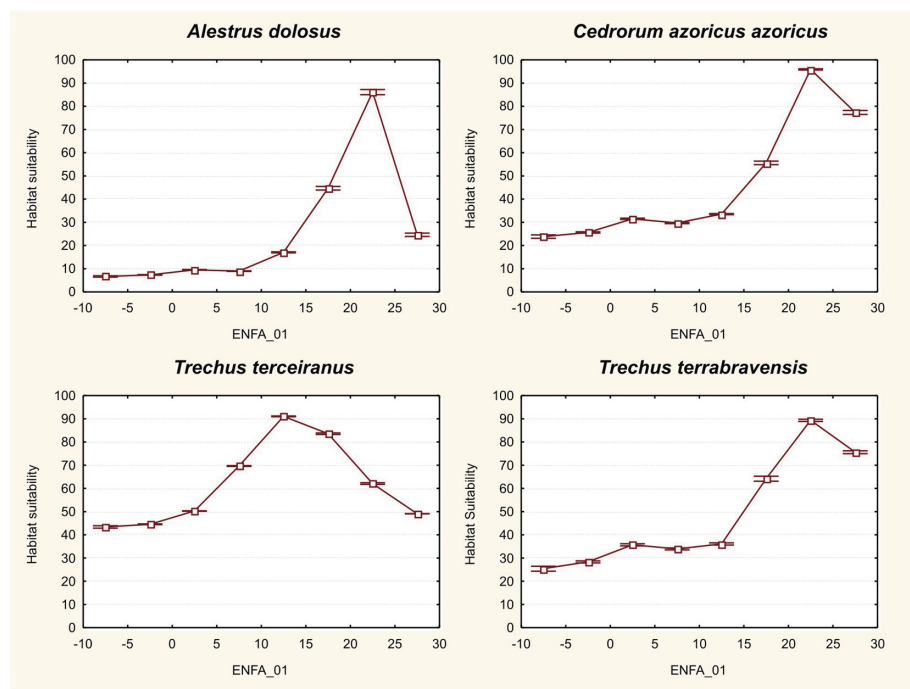 Alestrus dolosus
100
90
80
70
60
50
40
30
20
10
0
Habitat suitability
-10 -5 0 5 10 15 20 25 30
ENFA_01
Cedrorum azoricus azoricus
100
90
80
70
60
50
40
30
20
10
0
Habitat suitability
-10 -5 0 5 10 15 20 25 30
ENFA_01
Trechus terceiranus
100
90
80
70
60
50
40
30
20
10
0
Habitat suitability
-10 -5 0 5 10 15 20 25 30
ENFA_01
Trechus terrabravensis
100
90
80
70
60
50
40
30
20
10
0
Habitat Suitability
-10 -5 0 5 10 15 20 25 30
ENFA_01